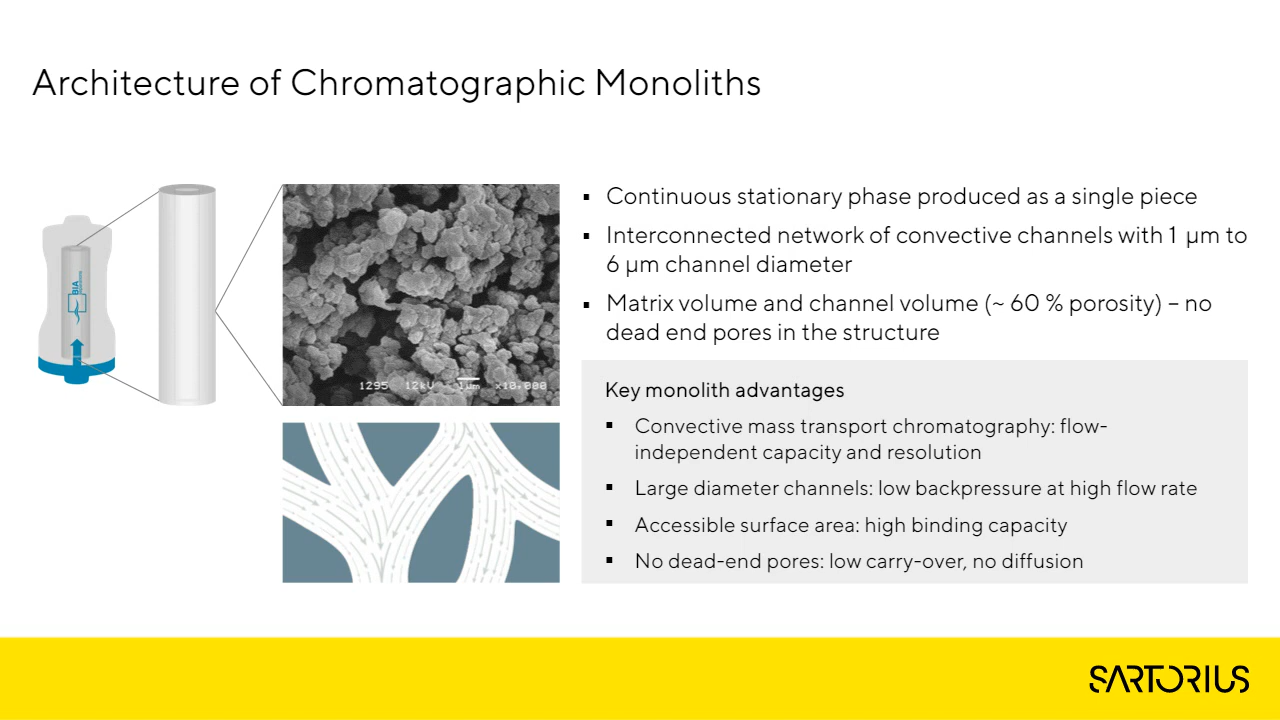 Architecture of Chromatographic Monoliths
BIA
1295 12kV 1µm x10,000
▪ Continuous stationary phase produced as a single piece
▪ Interconnected network of convective channels with 1 µm to
6 µm channel diameter
▪ Matrix volume and channel volume (~ 60 % porosity) – no
dead end pores in the structure
Key monolith advantages
▪ Convective mass transport chromatography: flow-
independent capacity and resolution
▪ Large diameter channels: low backpressure at high flow rate
▪ Accessible surface area: high binding capacity
▪ No dead-end pores: low carry-over, no diffusion
SARTORIUS